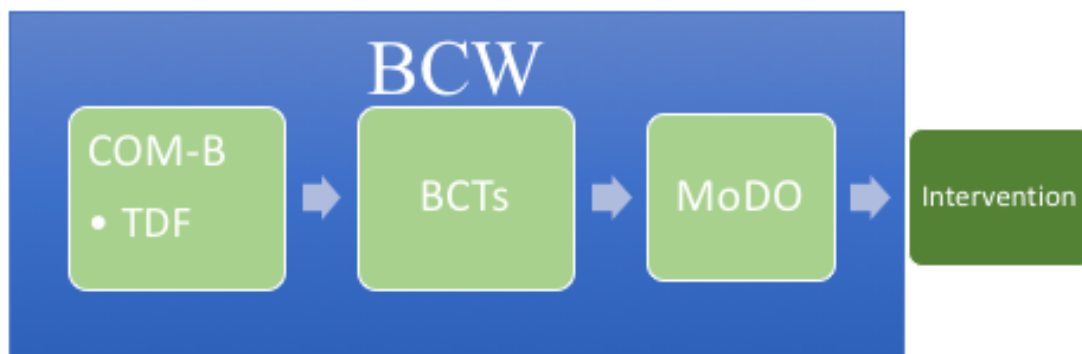 BCW
COM-B
• TDF
BCTs
MoDO
Intervention